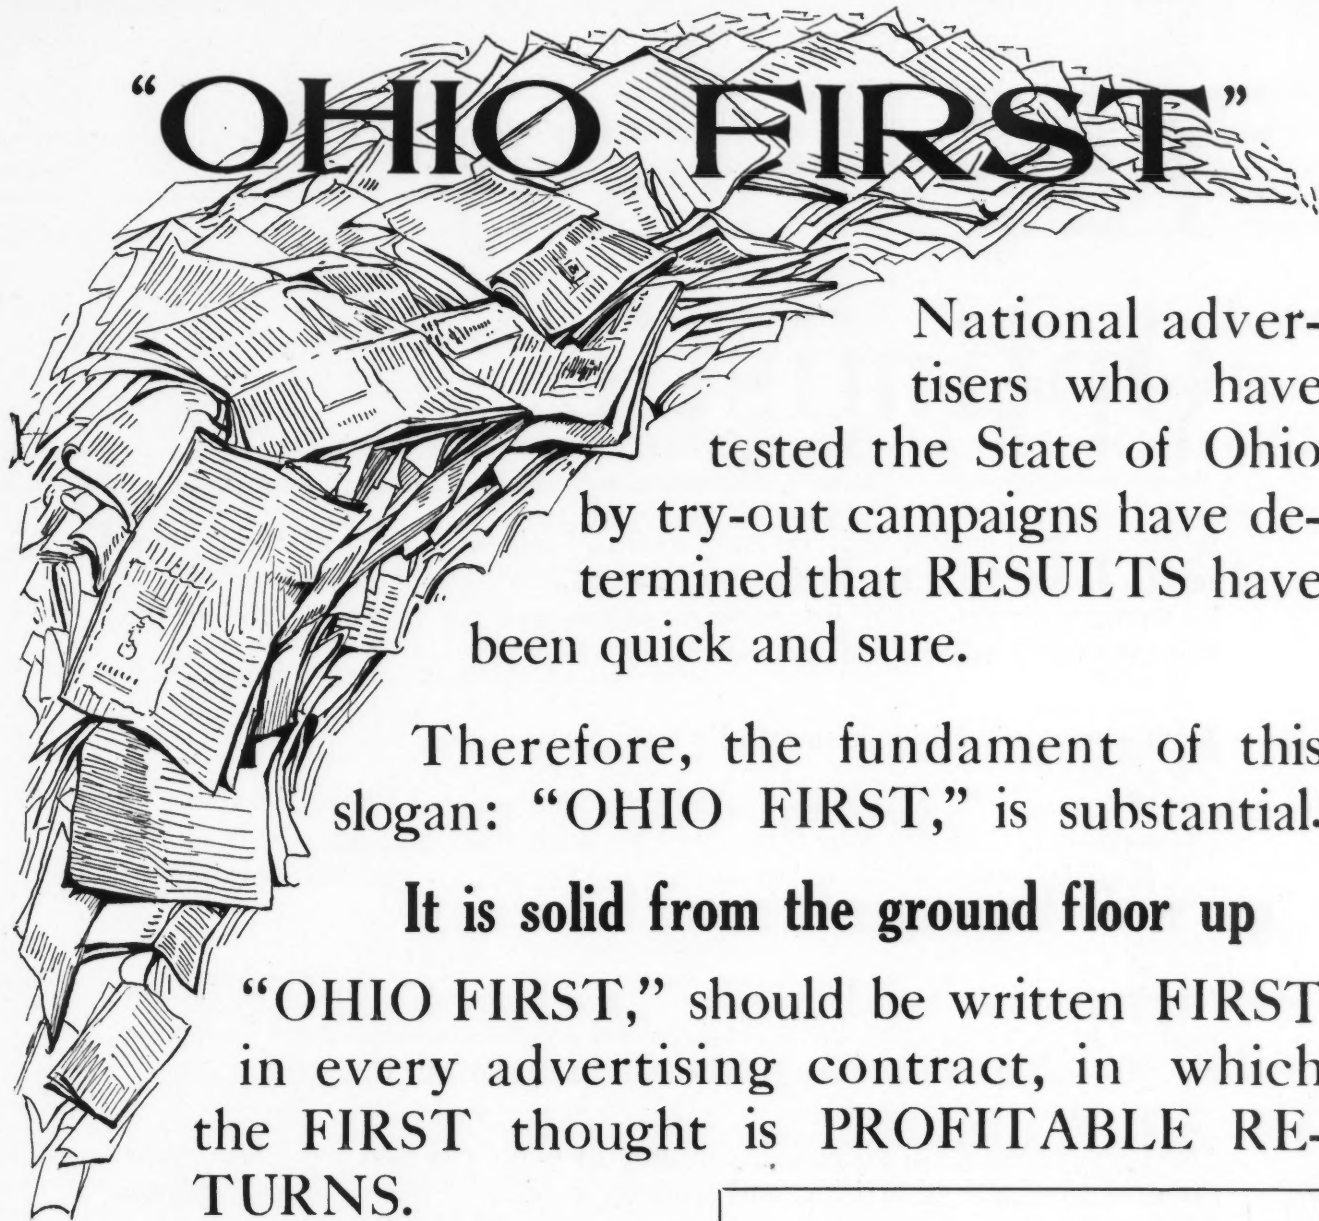 “OHIO FIRST”
National adver-
tisers who have
tested the State of Ohio
by try-out campaigns have de-
termined that RESULTS have
been quick and sure.
Therefore, the fundament of this
slogan: “OHIO FIRST,” is substantial.
It is solid from the ground floor up
“OHIO FIRST,” should be written FIRST
in every advertising contract, in which
the FIRST thought is PROFITABLE RE-
TURNS.